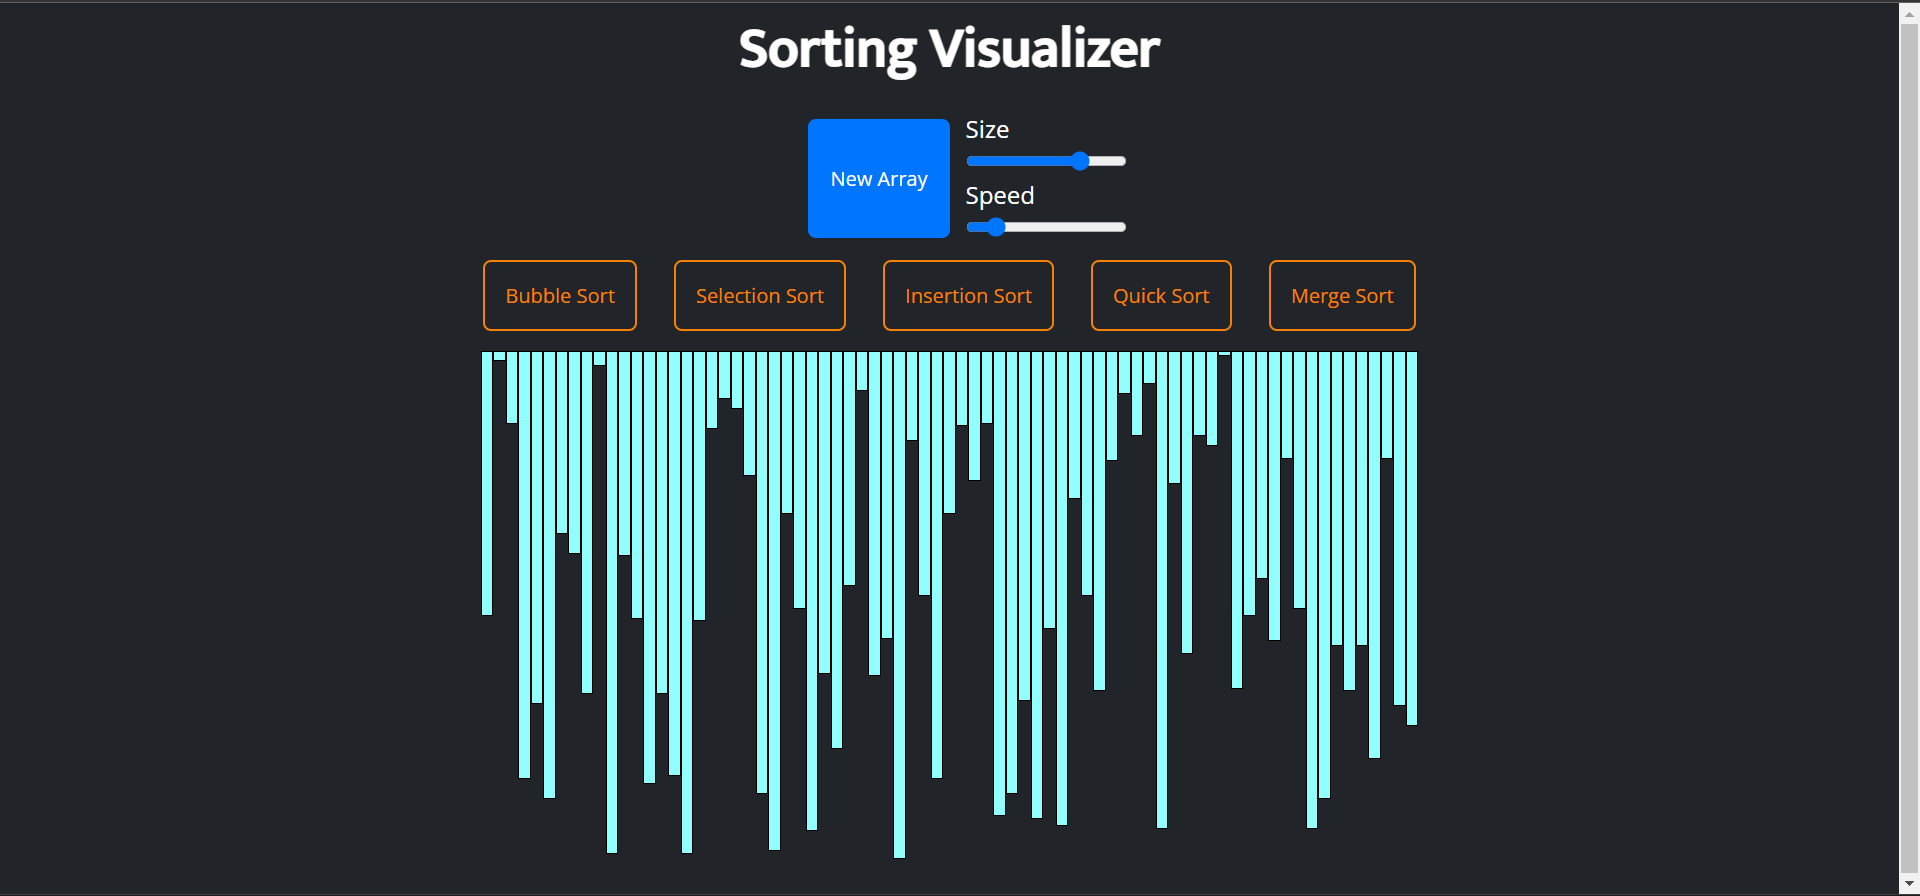 Sorting Visualizer
New Array
Size
Speed
Bubble Sort
Selection Sort
Insertion Sort
Quick Sort
Merge Sort